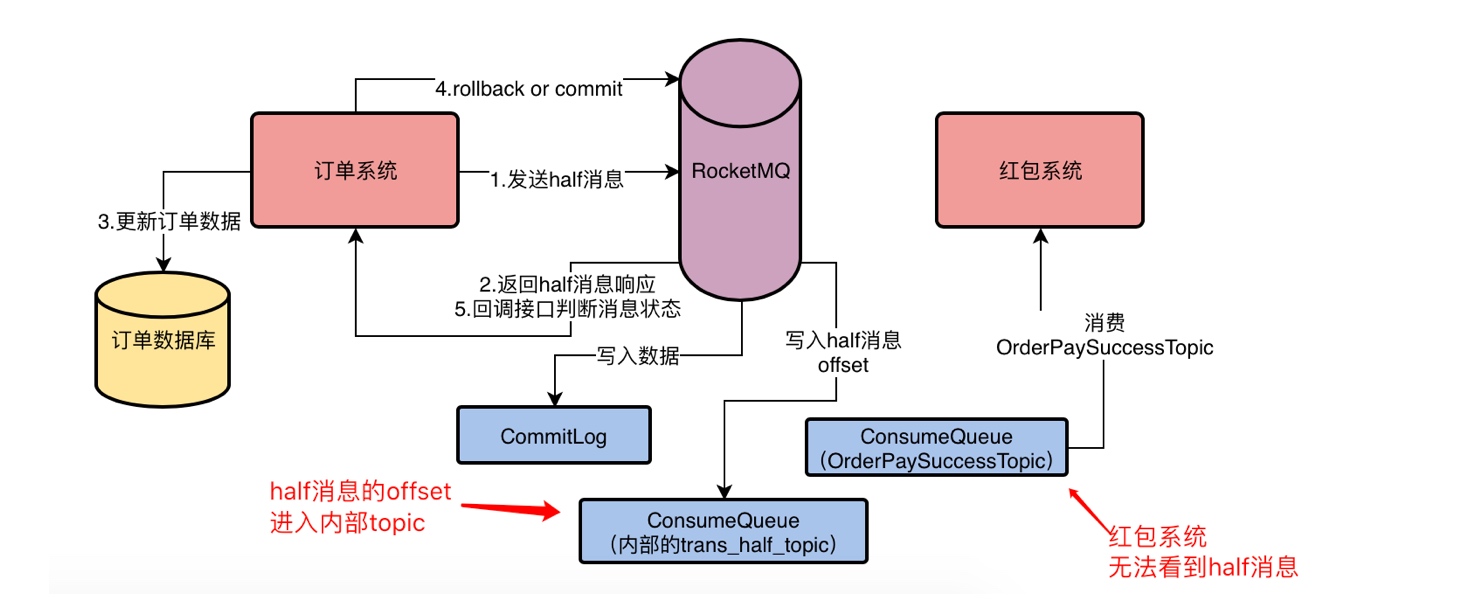 4.rollback or commit
订单系统
1.发送half消息
RocketMQ
红包系统
3.更新订单数据
订单数据库
2.返回half消息响应
5.回调接口判断消息状态
写入数据
写入half消息
offset
消费
OrderPaySuccessTopic
CommitLog
ConsumeQueue
（OrderPaySuccessTopic）
half消息的offset
进入内部topic
ConsumeQueue
（内部的trans_half_topic）
红包系统
无法看到half消息